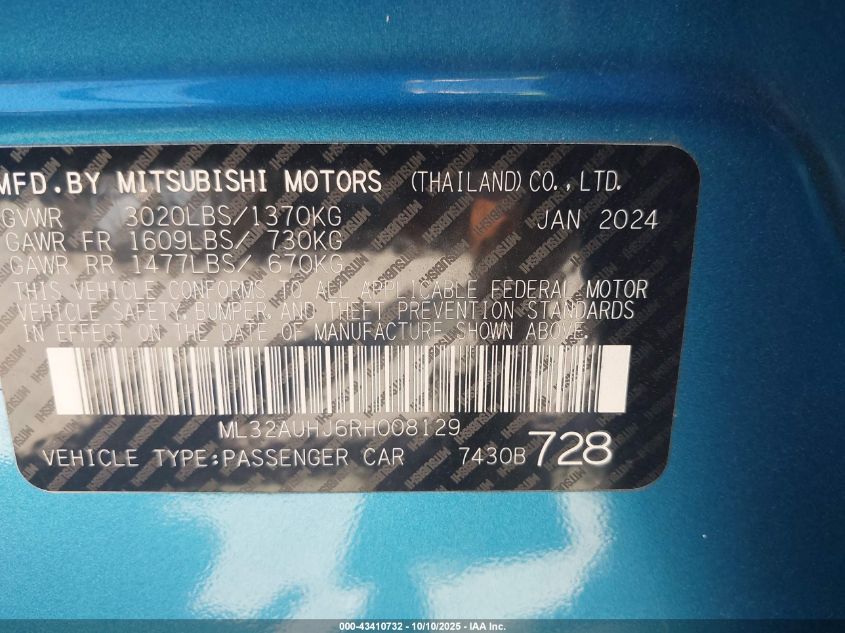 MFD.BY MITSUBISHI MOTORS (THAILAND)CO.,LTD.
GVWR 3020LBS/1370KG JAN 2024
GAWR FR 1609LBS/ 730KG
GAWR RR 1477LBS/ 670KG
THIS VEHICLE CONFORMS TO ALL APPLICABLE FEDERAL MOTOR
VEHICLE SAFETY,BUMPER,AND THEFT PREVENTION STANDARDS
IN EFFECT ON THE DATE OF MANUFACTURE SHOWN ABOVE.
ML32AUHJ6RH008129
VEHICLE TYPE:PASSENGER CAR 7430B 728
000-43410732 - 10/10/2025 - IAA Inc.